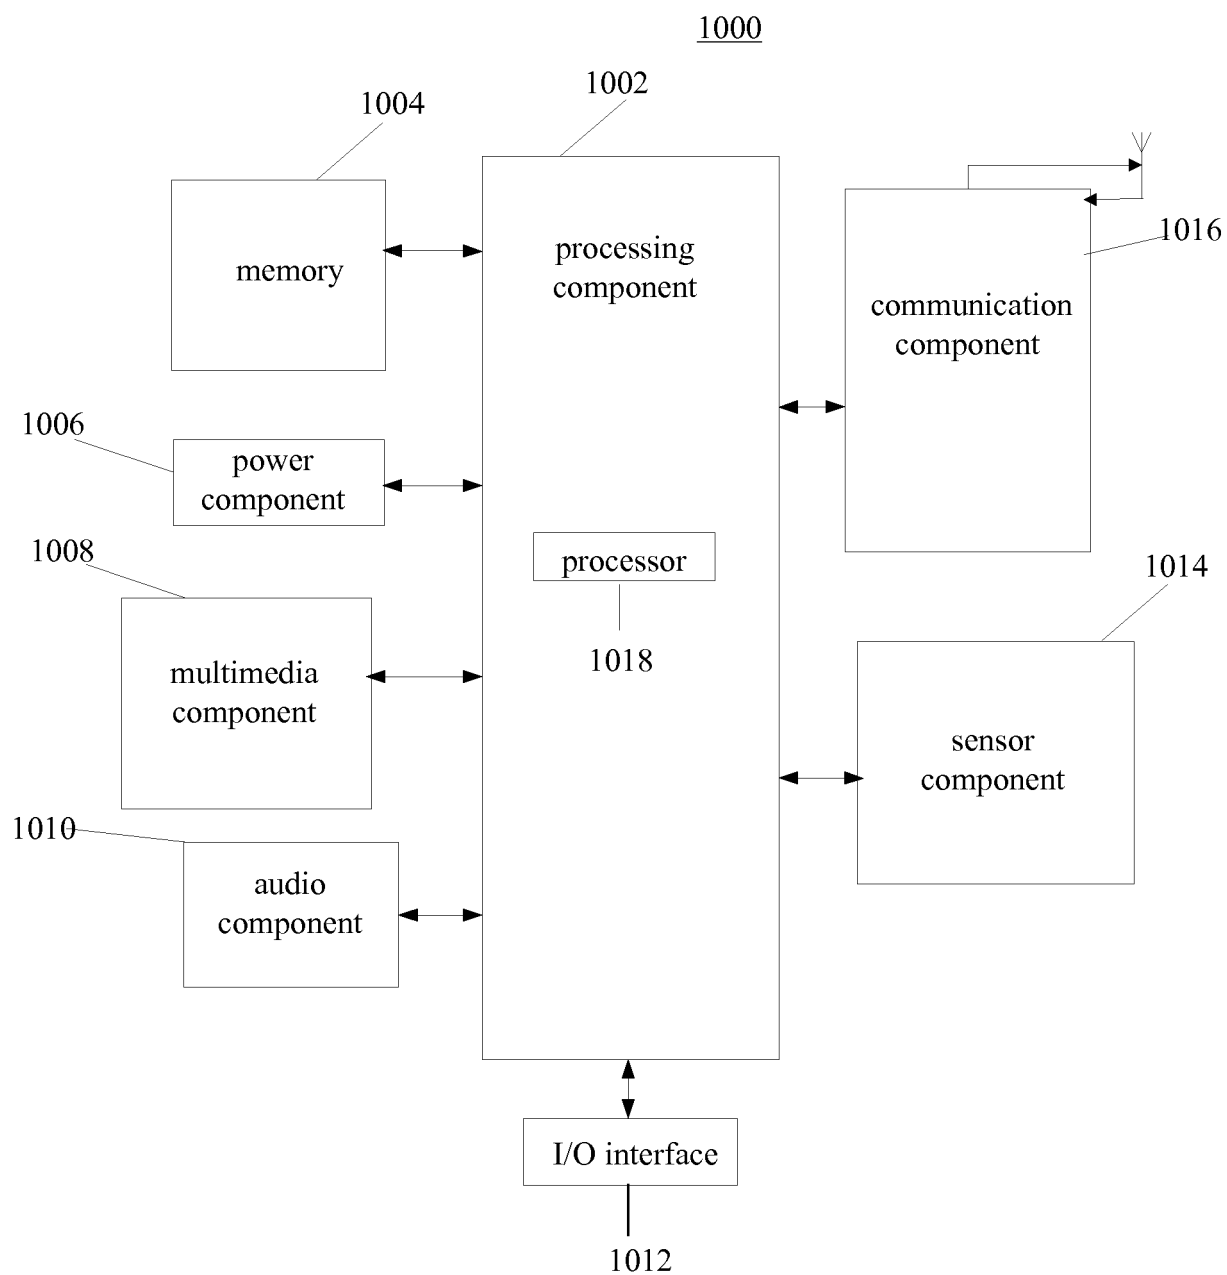 1000
1002
1004
1016
memory
processing
component
communication
component
1006
power
component
1008
processor
1014
1018
multimedia
component
sensor
component
1010
audio
component
I/O interface
1012